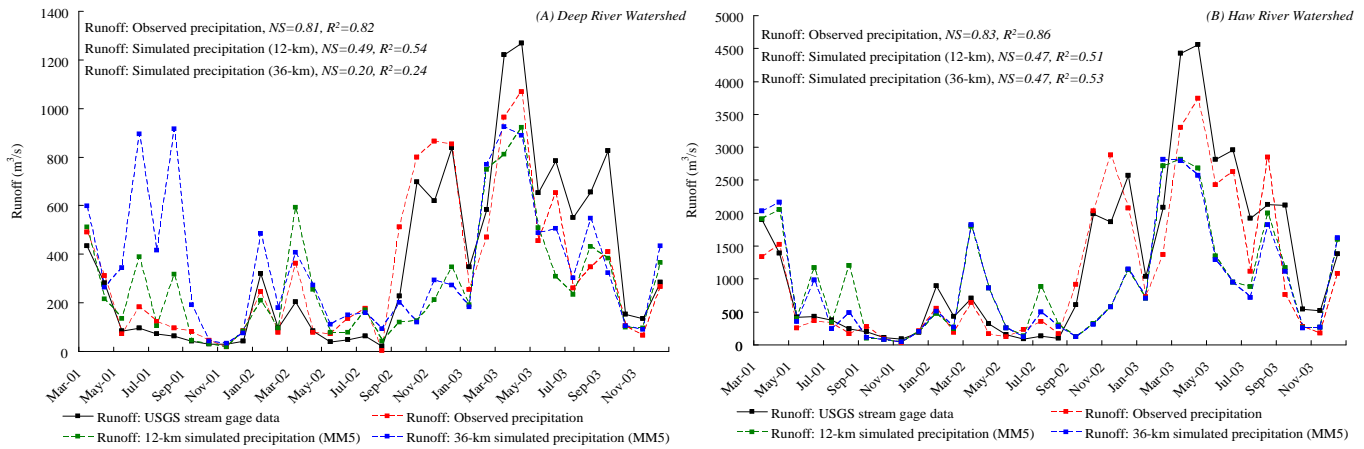 (A) Deep River Watershed
Runoff: Observed precipitation, NS=0.81, R²=0.82
Runoff: Simulated precipitation (12-km), NS=0.49, R²=0.54
Runoff: Simulated precipitation (36-km), NS=0.20, R²=0.24
Runoff (m³/s)
1400
1200
1000
800
600
400
200
0
Mar-01
May-01
Jul-01
Sep-01
Nov-01
Jan-02
Mar-02
May-02
Jul-02
Sep-02
Nov-02
Jan-03
Mar-03
May-03
Jul-03
Sep-03
Nov-03
Runoff: USGS stream gage data
Runoff: Observed precipitation
Runoff: 12-km simulated precipitation (MM5)
Runoff: 36-km simulated precipitation (MM5)
(B) Haw River Watershed
Runoff: Observed precipitation, NS=0.83, R²=0.86
Runoff: Simulated precipitation (12-km), NS=0.47, R²=0.51
Runoff: Simulated precipitation (36-km), NS=0.47, R²=0.53
Runoff (m³/s)
5000
4500
4000
3500
3000
2500
2000
1500
1000
500
0
Mar-01
May-01
Jul-01
Sep-01
Nov-01
Jan-02
Mar-02
May-02
Jul-02
Sep-02
Nov-02
Jan-03
Mar-03
May-03
Jul-03
Sep-03
Nov-03
Runoff: USGS stream gage data
Runoff: Observed precipitation
Runoff: 12-km simulated precipitation (MM5)
Runoff: 36-km simulated precipitation (MM5)